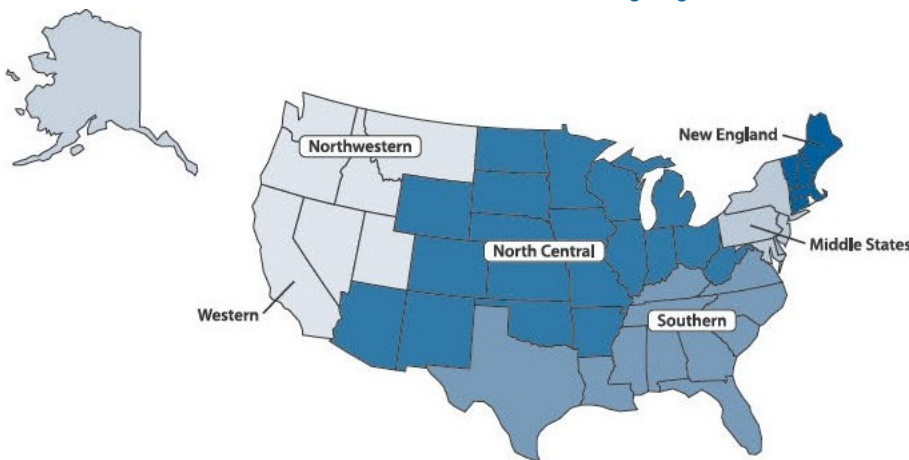 New England
Northwestern
Middle States
North Central
Western
Southern